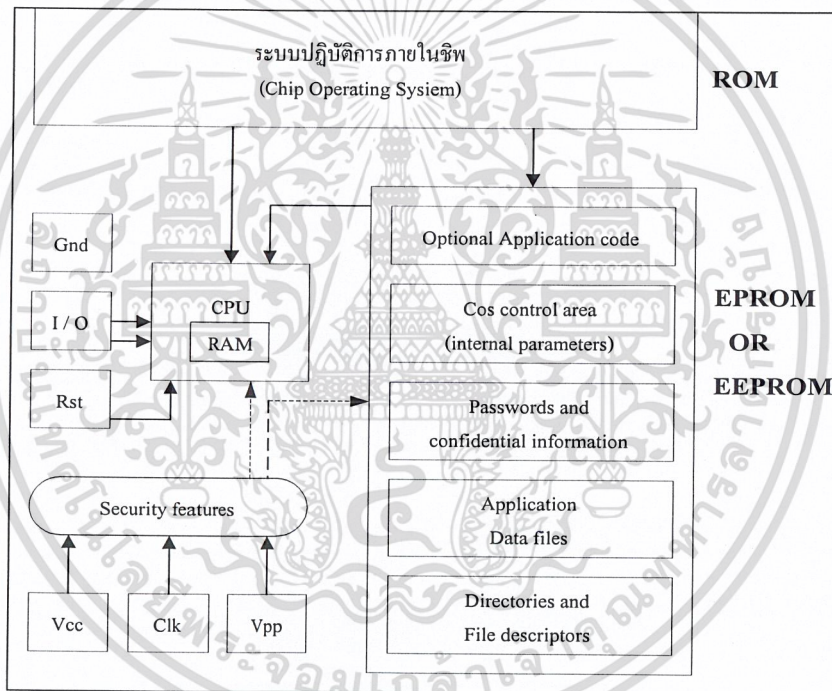 ระบบปฏิบัติการภายในชิพ
(Chip Operating Sysiem)
ROM
Gnd
I / O
Rst
CPU
RAM
Optional Application code
Cos control area
(internal parameters)
Passwords and
confidential information
Application
Data files
Directories and
File descriptors
EPROM
OR
EEPROM
Security features
Vcc
Clk
Vpp